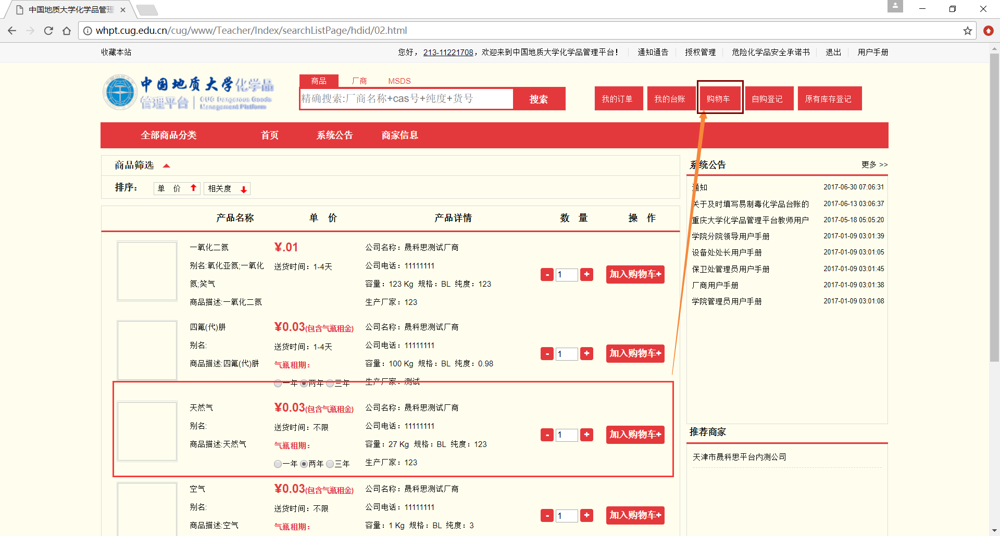 中国地质大学化学品管理
whpt.cug.edu.cn/cug/www/Teacher/Index/searchListPage/hdid/02.html
收藏本站 您好，213-11221708，欢迎来到中国地质大学化学品管理平台！ 通知通告 授权管理 危险化学品安全承诺书 退出 用户手册
中国地质大学化学品
管理平台 CUG Dangerous Goods
Management Platform
商品 厂商 MSDS
精确搜索:厂商名称+cas号+纯度+货号 搜索
我的订单 我的台账 购物车 自购登记 原有库存登记
全部商品分类 首页 系统公告 商家信息
商品筛选
排序： 单 价 相关度
产品名称 单 价 产品详情 数 量 操 作
一氧化二氮 ¥.01 公司名称：晟科思测试厂商
别名:氧化亚氮;一氧化 送货时间：1-4天 公司电话：11111111
- 1 + 加入购物车+
氮;笑气 容量：123 Kg 规格：BL 纯度：123
商品描述:一氧化二氮 生产厂家：123
四氟(代)肼 ¥0.03(包含气瓶租金) 公司名称：晟科思测试厂商
别名: 送货时间：1-4天 公司电话：11111111
- 1 + 加入购物车+
商品描述:四氟(代)肼 气瓶租期： 容量：100 Kg 规格：BL 纯度：0.98
一年 两年 三年 生产厂家：测试
天然气 ¥0.03(包含气瓶租金) 公司名称：晟科思测试厂商
别名: 送货时间：不限 公司电话：11111111
- 1 + 加入购物车+
商品描述:天然气 气瓶租期： 容量：27 Kg 规格：BL 纯度：123
一年 两年 三年 生产厂家：123
空气 ¥0.03(包含气瓶租金) 公司名称：晟科思测试厂商
别名: 送货时间：不限 公司电话：11111111
- 1 + 加入购物车+
商品描述:空气 气瓶租期： 容量：1 Kg 规格：BL 纯度：3
系统公告 更多 >>
通知 2017-06-30 07:06:31
关于及时填写易制毒化学品台账的 2017-06-13 03:06:37
重庆大学化学品管理平台教师用户 2017-05-18 05:05:20
学院分院领导用户手册 2017-01-09 03:01:39
设备处处长用户手册 2017-01-09 03:01:05
保卫处管理员用户手册 2017-01-09 03:01:45
厂商用户手册 2017-01-09 03:01:38
学院管理员用户手册 2017-01-09 03:01:08
推荐商家
天津市晟科思平台内测公司